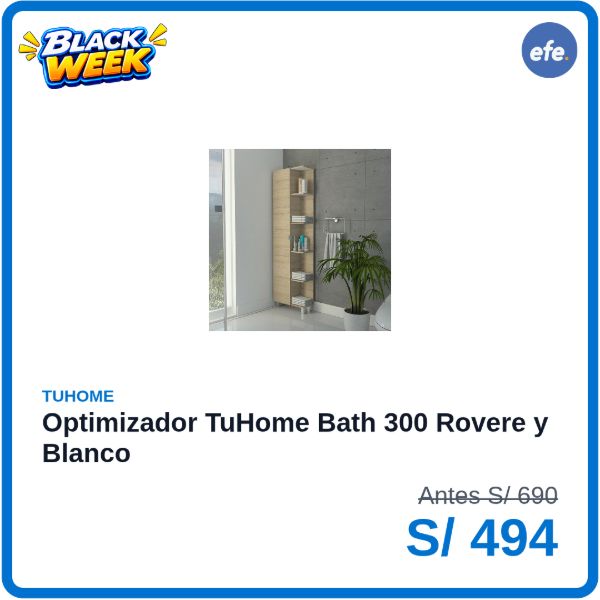 BLACK
WEEK
efe.
TUHOME
Optimizador TuHome Bath 300 Rovere y
Blanco
Antes S/ 690
S/ 494